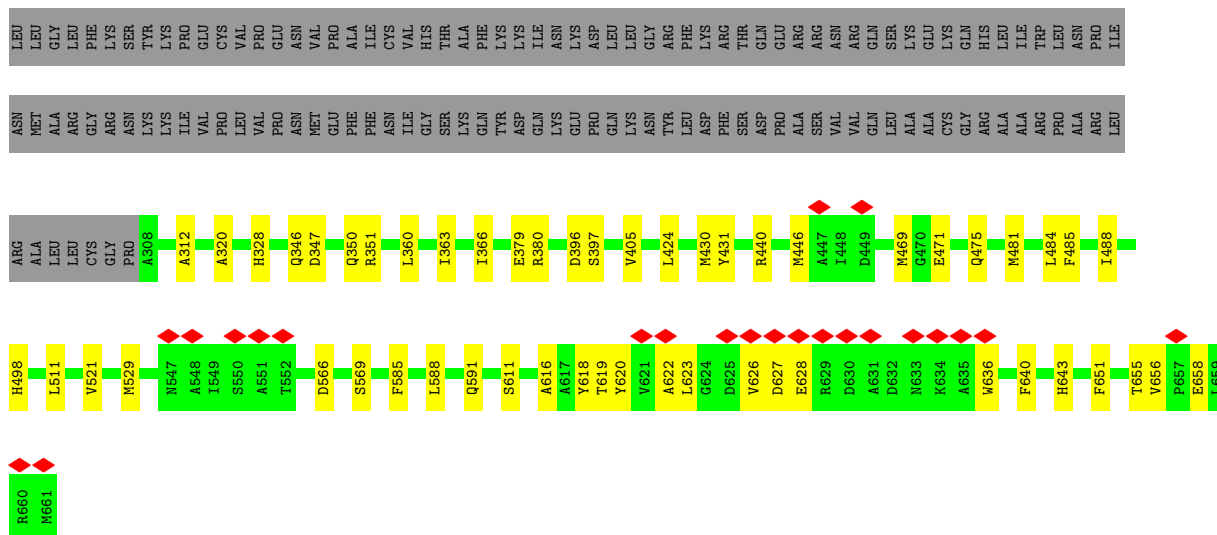 LEU LEU GLY LEU PHE LYS SER TYR LYS PRO GLU CYS VAL PRO GLU ASN VAL PRO ALA ILE CYS VAL HIS THR ALA PHE LYS LYS ILE ASN LYS ASP LEU LEU GLY ARG PHE LYS ARG THR GLN GLU ARG ARG ASN ARG GLN SER LYS GLU LYS GLN HIS LEU ILE TRP LEU ASN PRO ILE
ASN MET ALA ARG GLY ARG ASN LYS LYS ILE VAL PRO LEU VAL PRO ASN MET GLU PHE PHE ASN ILE GLY SER LYS GLN TYR ASP GLN LYS GLU PRO GLN LYS ASN TYR LEU ASP PHE SER ASP PRO ALA SER VAL VAL GLN LEU ALA ALA CYS GLY ARG ALA ALA ARG PRO ALA ARG LEU
ARG ALA LEU LEU CYS GLY PRO A308 A312 A320 H328 Q346 D347 Q350 R351 L360 I363 I366 E379 R380 D396 S397 V405 L424 M430 Y431 R440 M446 A447 I448 D449 M469 G470 E471 Q475 M481 L484 F485 I488
H498 L511 V521 M529 N547 A548 I549 S550 A551 T552 D566 S569 F585 L588 Q591 S611 A616 A617 Y618 T619 Y620 V621 A622 L623 G624 D625 V626 D627 E628 R629 D630 A631 D632 N633 K634 A635 W636 F640 H643 F651 T655 V656 P657 E658 L659
R660 M661